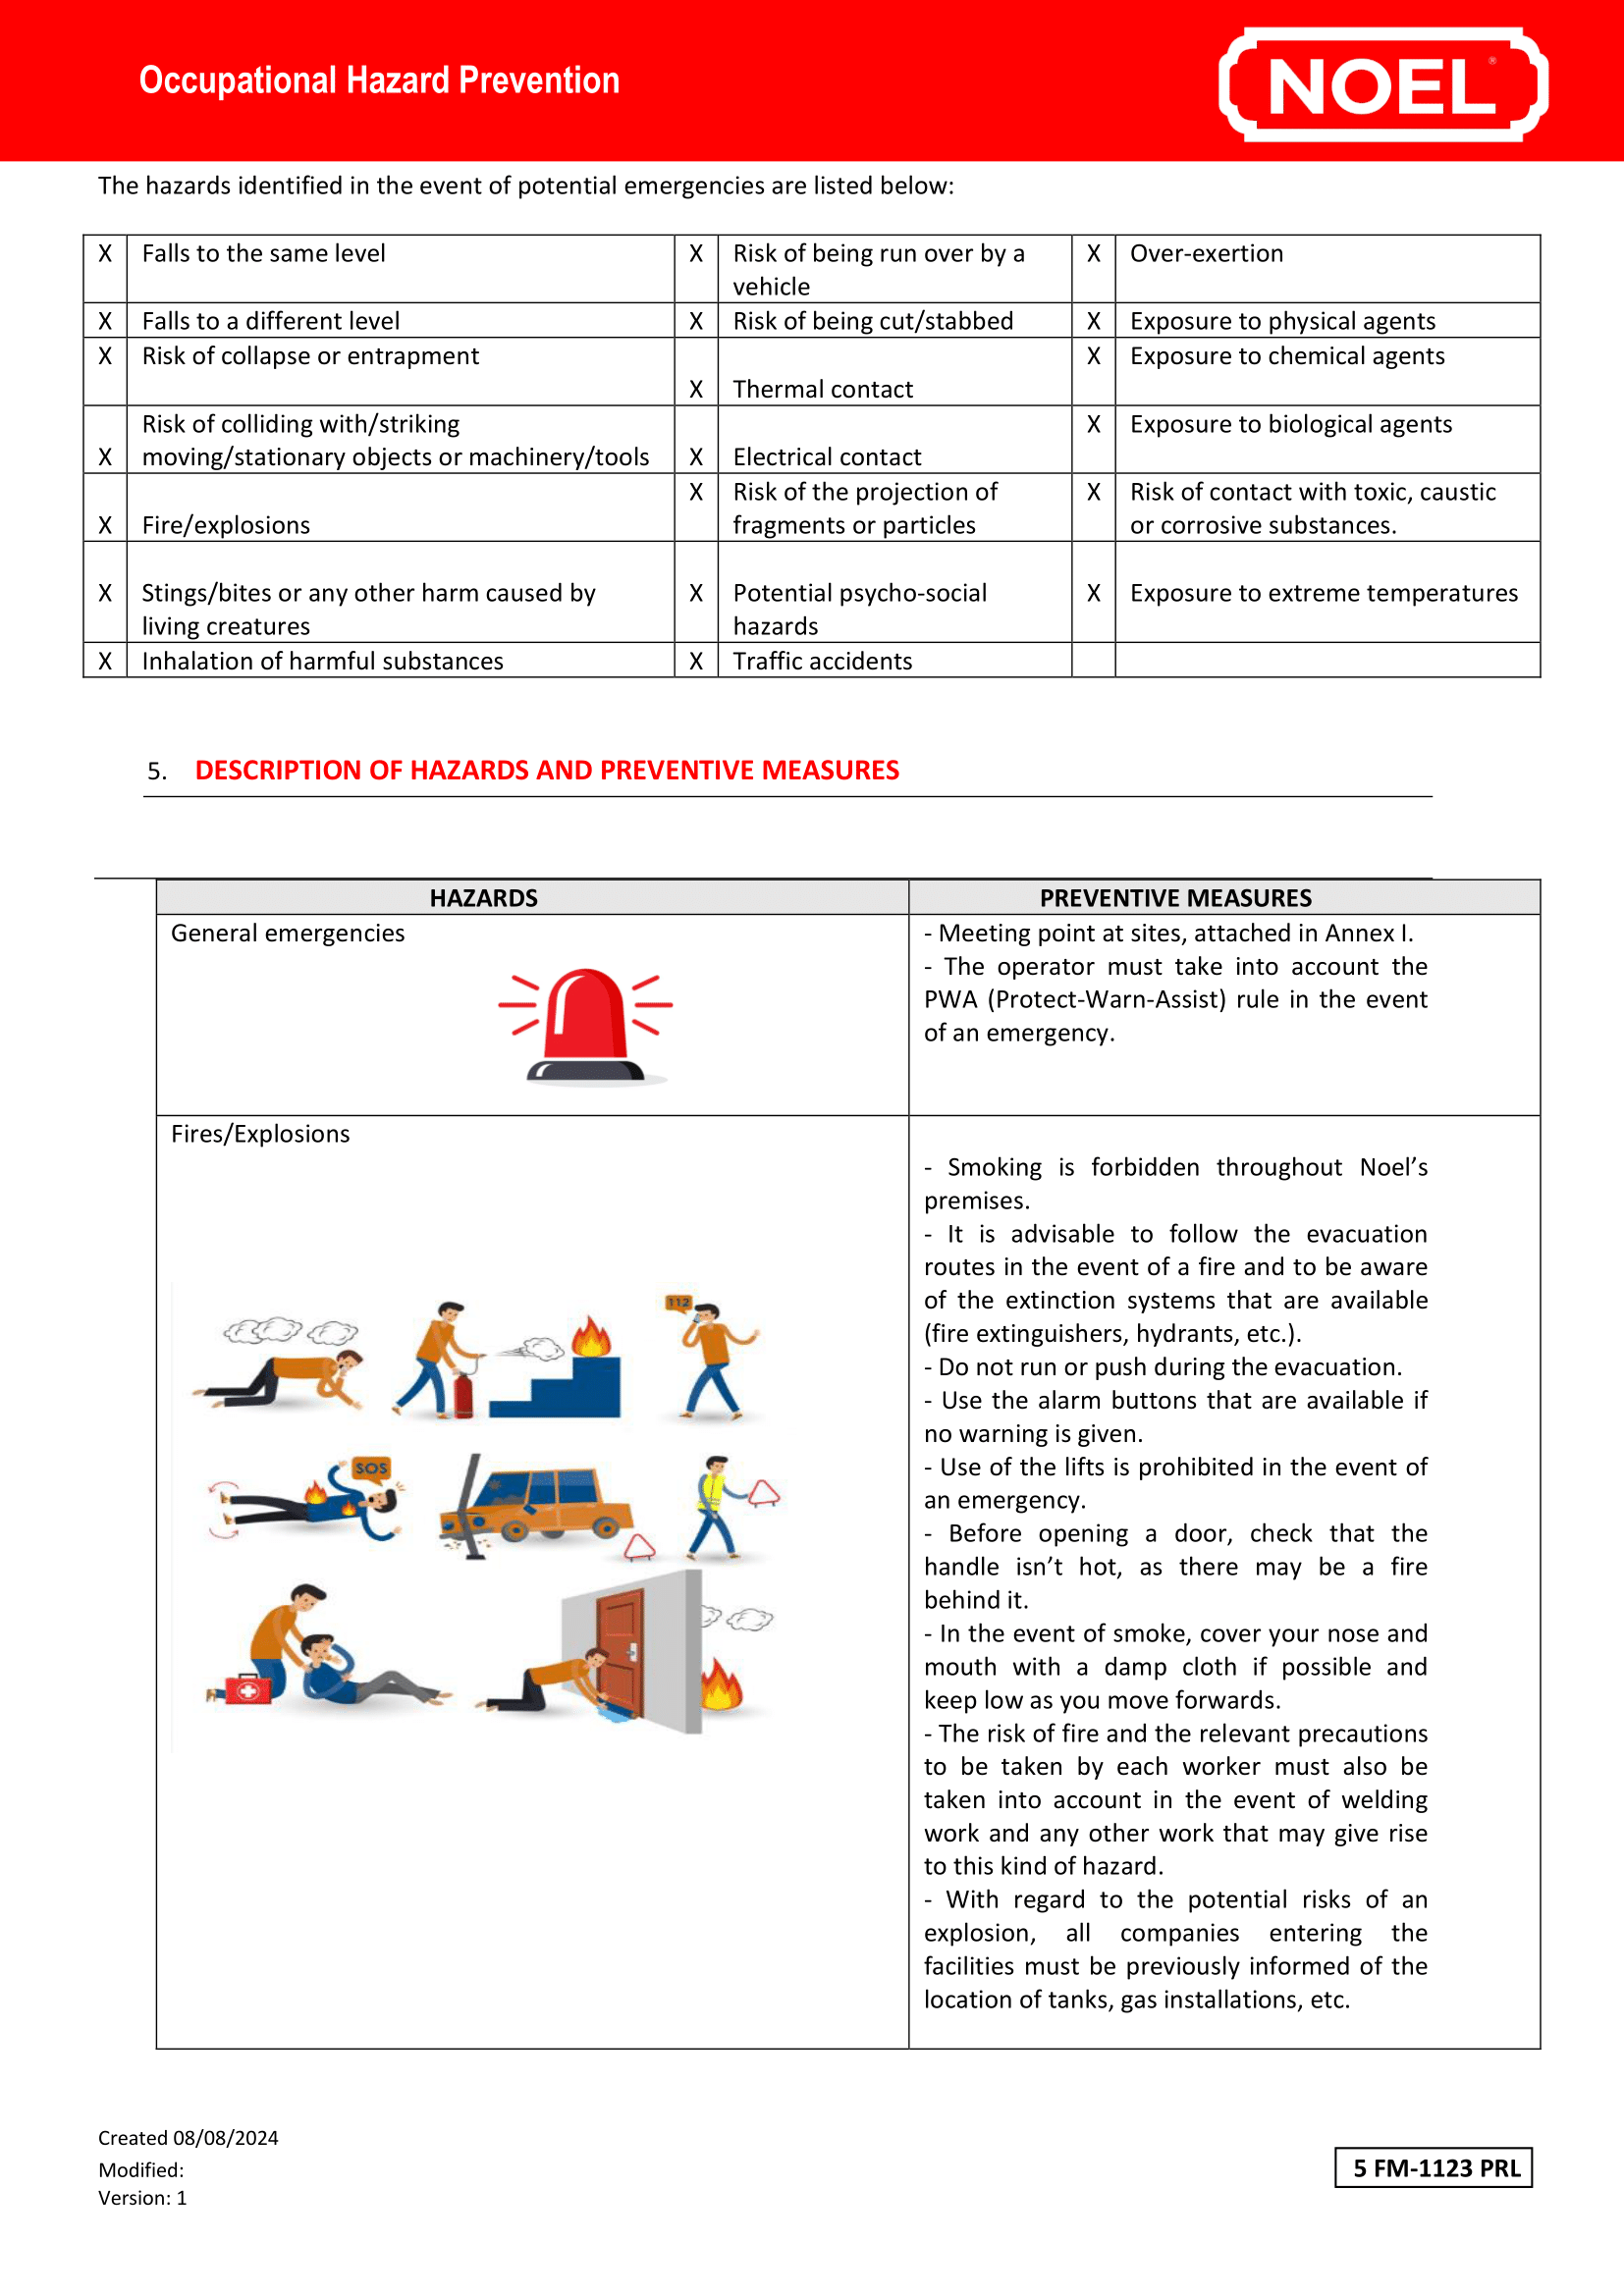 Occupational Hazard Prevention
NOEL®
The hazards identified in the event of potential emergencies are listed below:
X Falls to the same level X Risk of being run over by a X Over-exertion
vehicle
X Falls to a different level X Risk of being cut/stabbed X Exposure to physical agents
X Risk of collapse or entrapment X Exposure to chemical agents
X Thermal contact
Risk of colliding with/striking X Exposure to biological agents
X moving/stationary objects or machinery/tools X Electrical contact
X Risk of the projection of X Risk of contact with toxic, caustic
X Fire/explosions fragments or particles or corrosive substances.
X Stings/bites or any other harm caused by X Potential psycho-social X Exposure to extreme temperatures
living creatures hazards
X Inhalation of harmful substances X Traffic accidents
5. DESCRIPTION OF HAZARDS AND PREVENTIVE MEASURES
HAZARDS PREVENTIVE MEASURES
General emergencies
- Meeting point at sites, attached in Annex I.
- The operator must take into account the
PWA (Protect-Warn-Assist) rule in the event
of an emergency.
Fires/Explosions
112
SOS
- Smoking is forbidden throughout Noel’s
premises.
- It is advisable to follow the evacuation
routes in the event of a fire and to be aware
of the extinction systems that are available
(fire extinguishers, hydrants, etc.).
- Do not run or push during the evacuation.
- Use the alarm buttons that are available if
no warning is given.
- Use of the lifts is prohibited in the event of
an emergency.
- Before opening a door, check that the
handle isn’t hot, as there may be a fire
behind it.
- In the event of smoke, cover your nose and
mouth with a damp cloth if possible and
keep low as you move forwards.
- The risk of fire and the relevant precautions
to be taken by each worker must also be
taken into account in the event of welding
work and any other work that may give rise
to this kind of hazard.
- With regard to the potential risks of an
explosion, all companies entering the
facilities must be previously informed of the
location of tanks, gas installations, etc.
Created 08/08/2024
Modified:
Version: 1
5 FM-1123 PRL